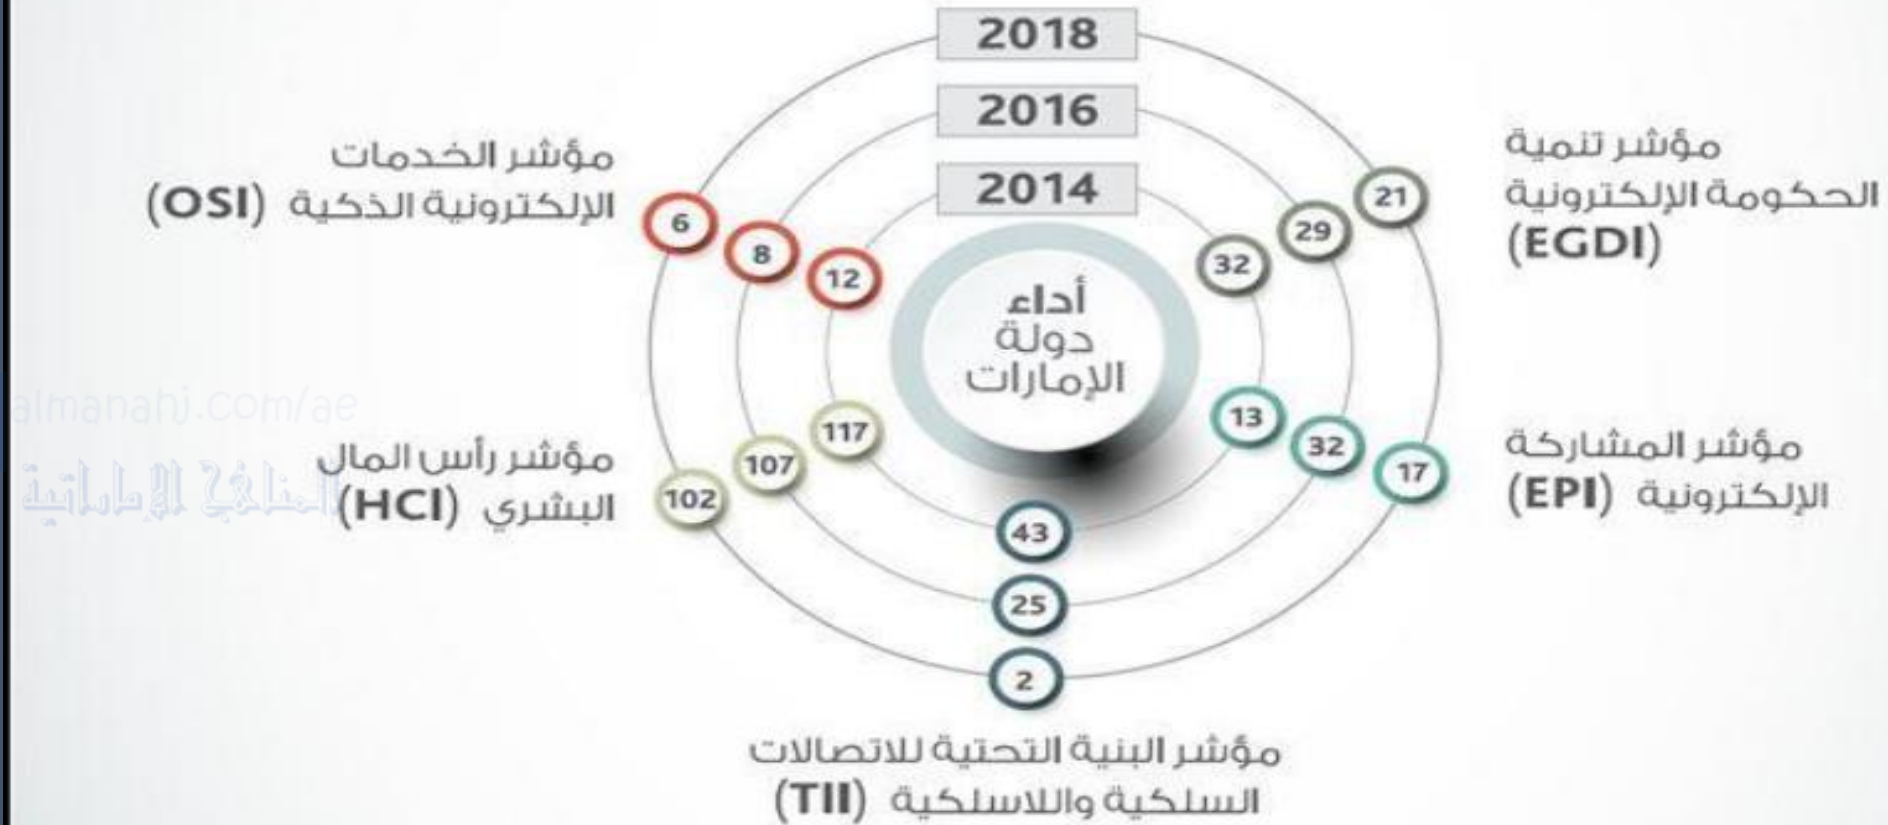 2018
2016
2014
أداء
دولة
الإمارات
مؤشر تنمية
الحكومة الإلكترونية
(EGDI)
21
29
32
مؤشر المشاركة
الإلكترونية (EPI)
13
32
17
مؤشر البنية التحتية للاتصالات
السلكية واللاسلكية (TII)
43
25
2
مؤشر رأس المال
البشري (HCI)
117
107
102
مؤشر الخدمات
الإلكترونية الذكية (OSI)
6
8
12
almanahj.com/ae
المناهج الإماراتية